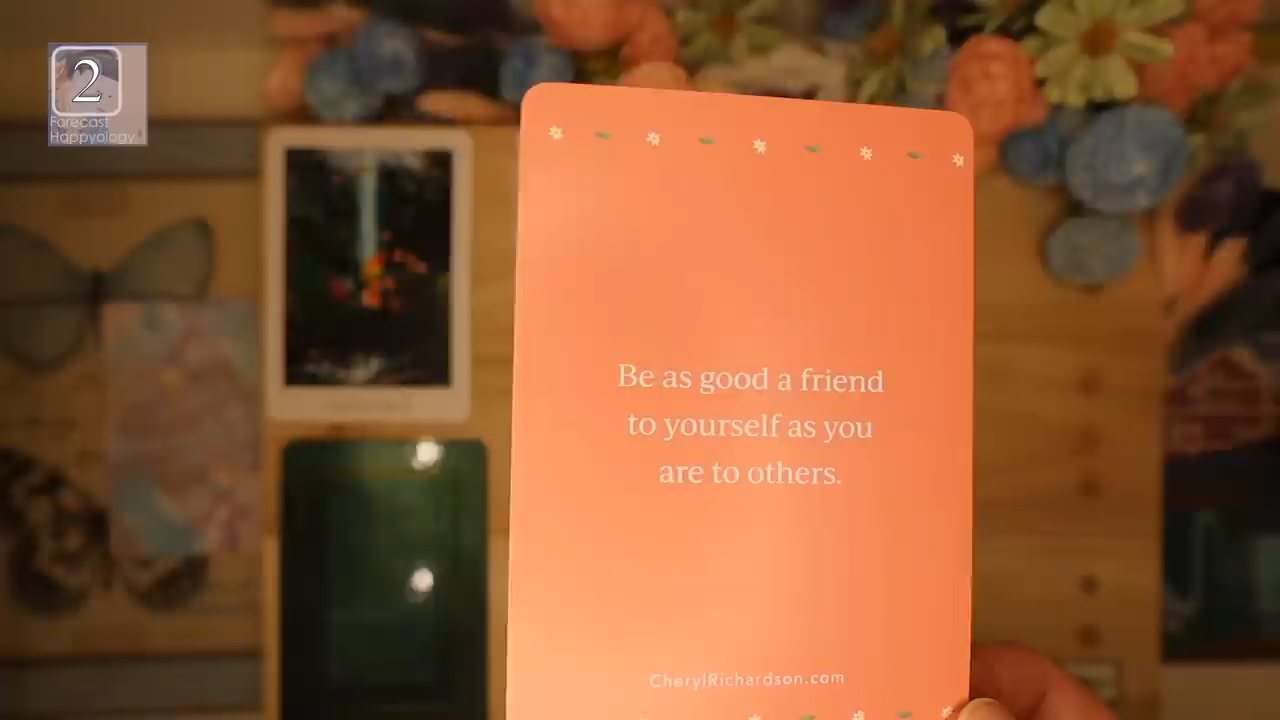 2
Forecast
Happyology
Be as good a friend
to yourself as you
are to others.
CherylRichardson.com